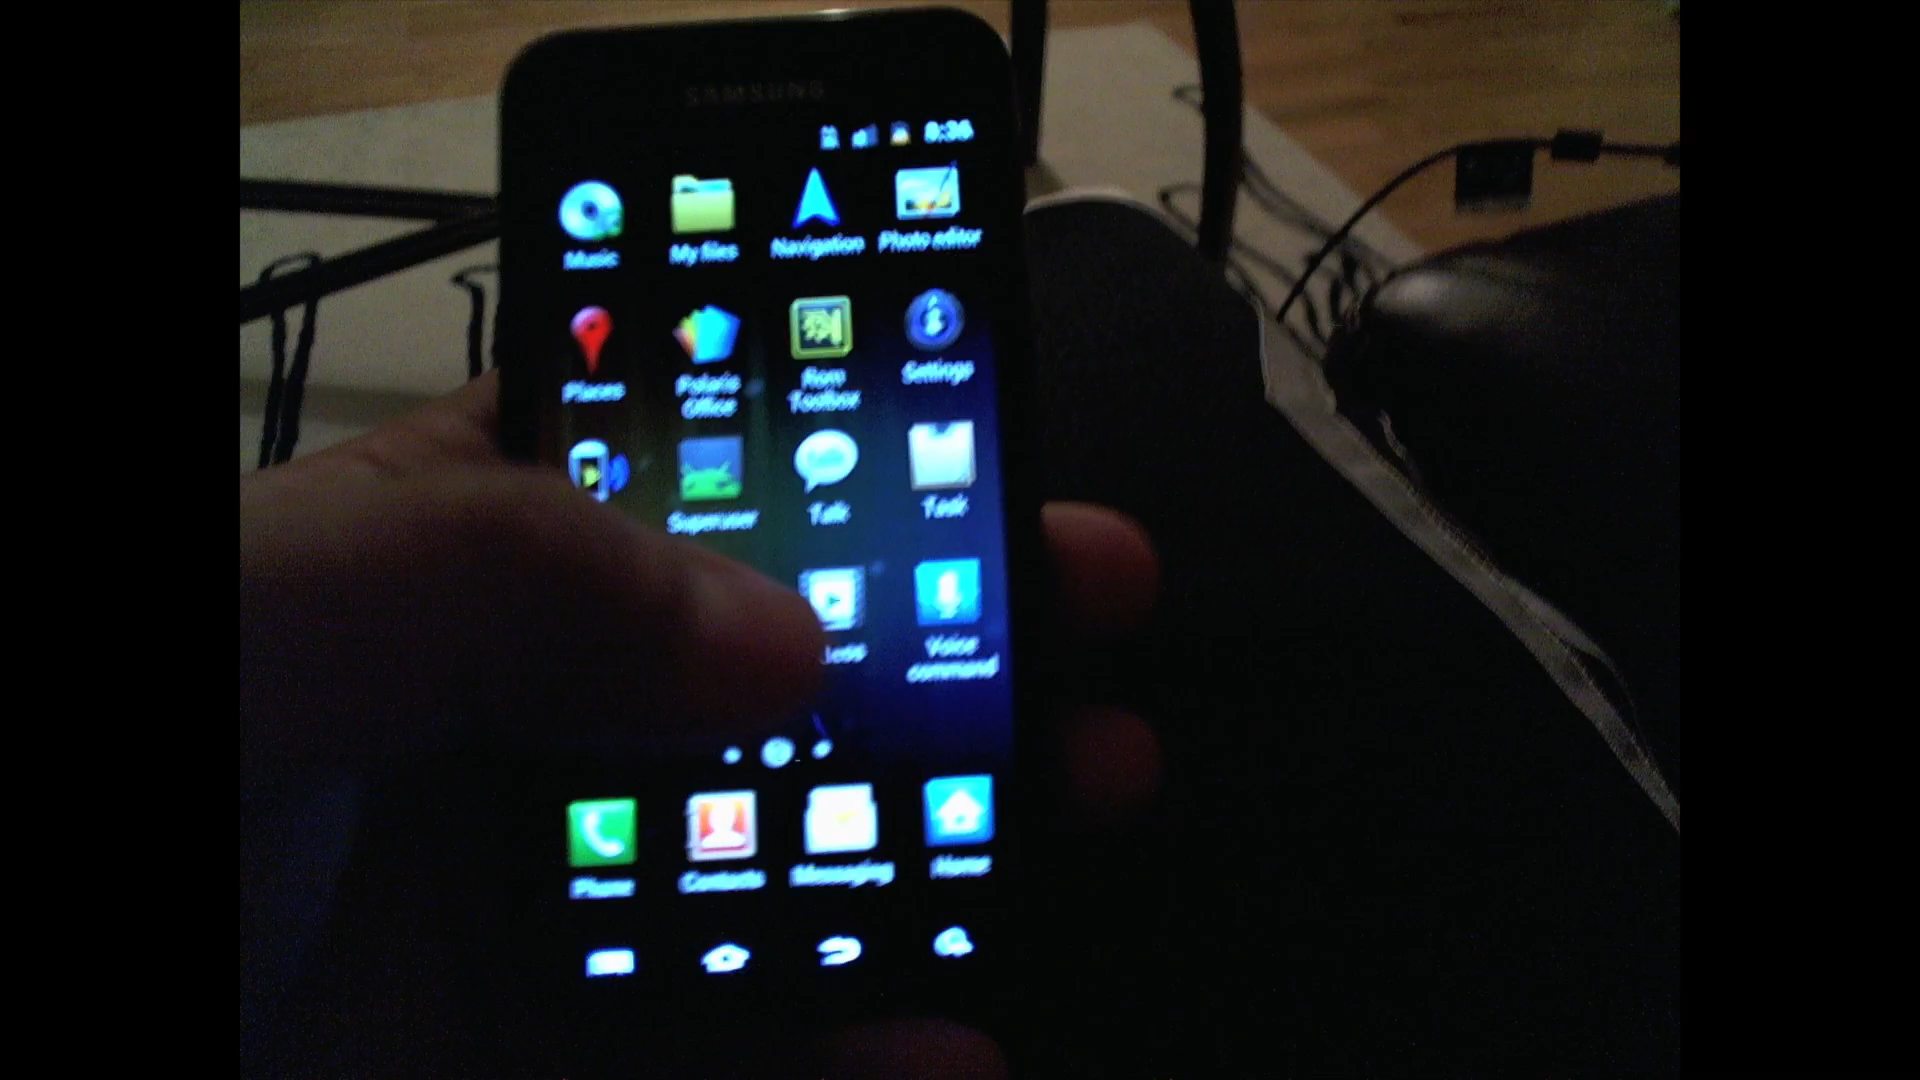 SAMSUNG
8:36
Music
My files
Navigation
Photo editor
Places
Polaris
Office
Rom
Toolbox
Settings
Superuser
Talk
Task
Voice
command
Phone
Contacts
Messaging
Home